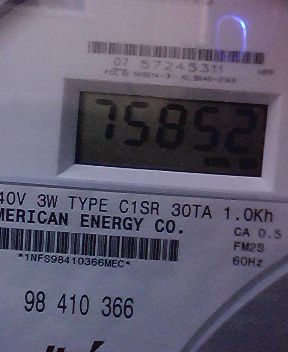 07 57245311
75852
40V 3W TYPE C1SR 30TA 1.0Kh
MERICAN ENERGY CO.
CA 0.5
FM2S
60Hz
*1NFS98410366MEC*
98 410 366